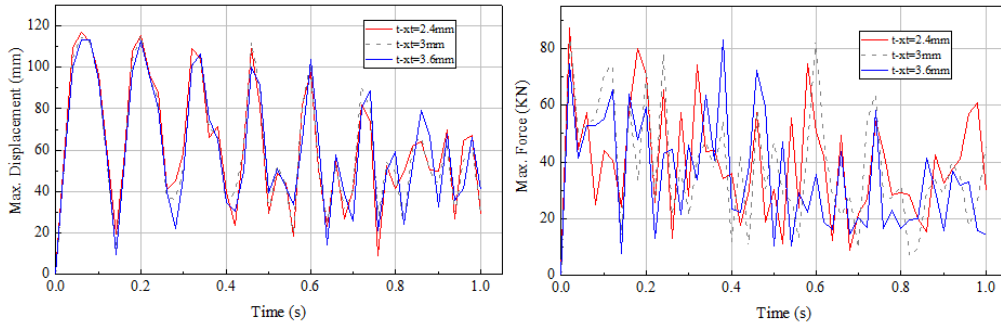 Max. Displacement (mm)
120
100
80
60
40
20
0
t-xt=2.4mm
t-xt=3mm
t-xt=3.6mm
0.0 0.2 0.4 0.6 0.8 1.0
Time (s)
Max. Force (KN)
80
60
40
20
0
t-xt=2.4mm
t-xt=3mm
t-xt=3.6mm
0.0 0.2 0.4 0.6 0.8 1.0
Time (s)